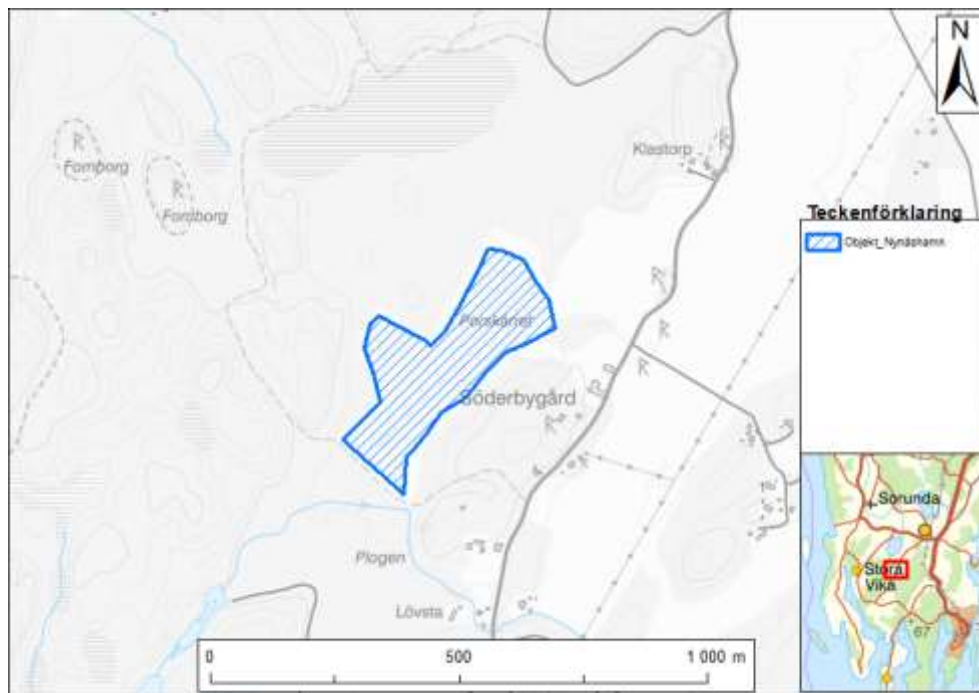 N
Klastorp
Fornborg
Fornborg
Teckenförklaring
Objekt_Nynäshamn
Söderbygård
Sorunda
Stora
Vika
67
Plogen
Lövsta
0 500 1 000 m